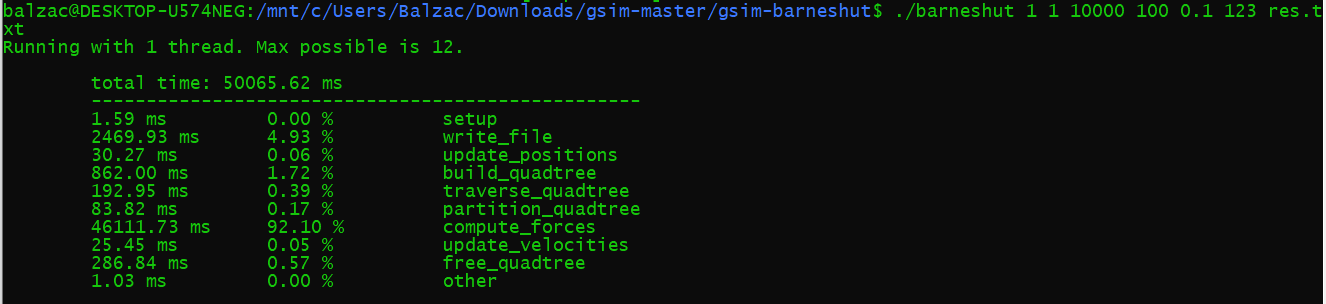 balzac@DESKTOP-U574NEG:/mnt/c/Users/Balzac/Downloads/gsim-master/gsim-barneshut$ ./barneshut 1 1 10000 100 0.1 123 res.t
xt
Running with 1 thread. Max possible is 12.
total time: 50065.62 ms
--------------------------------------------------
1.59 ms 0.00 % setup
2469.93 ms 4.93 % write_file
30.27 ms 0.06 % update_positions
862.00 ms 1.72 % build_quadtree
192.95 ms 0.39 % traverse_quadtree
83.82 ms 0.17 % partition_quadtree
46111.73 ms 92.10 % compute_forces
25.45 ms 0.05 % update_velocities
286.84 ms 0.57 % free_quadtree
1.03 ms 0.00 % other